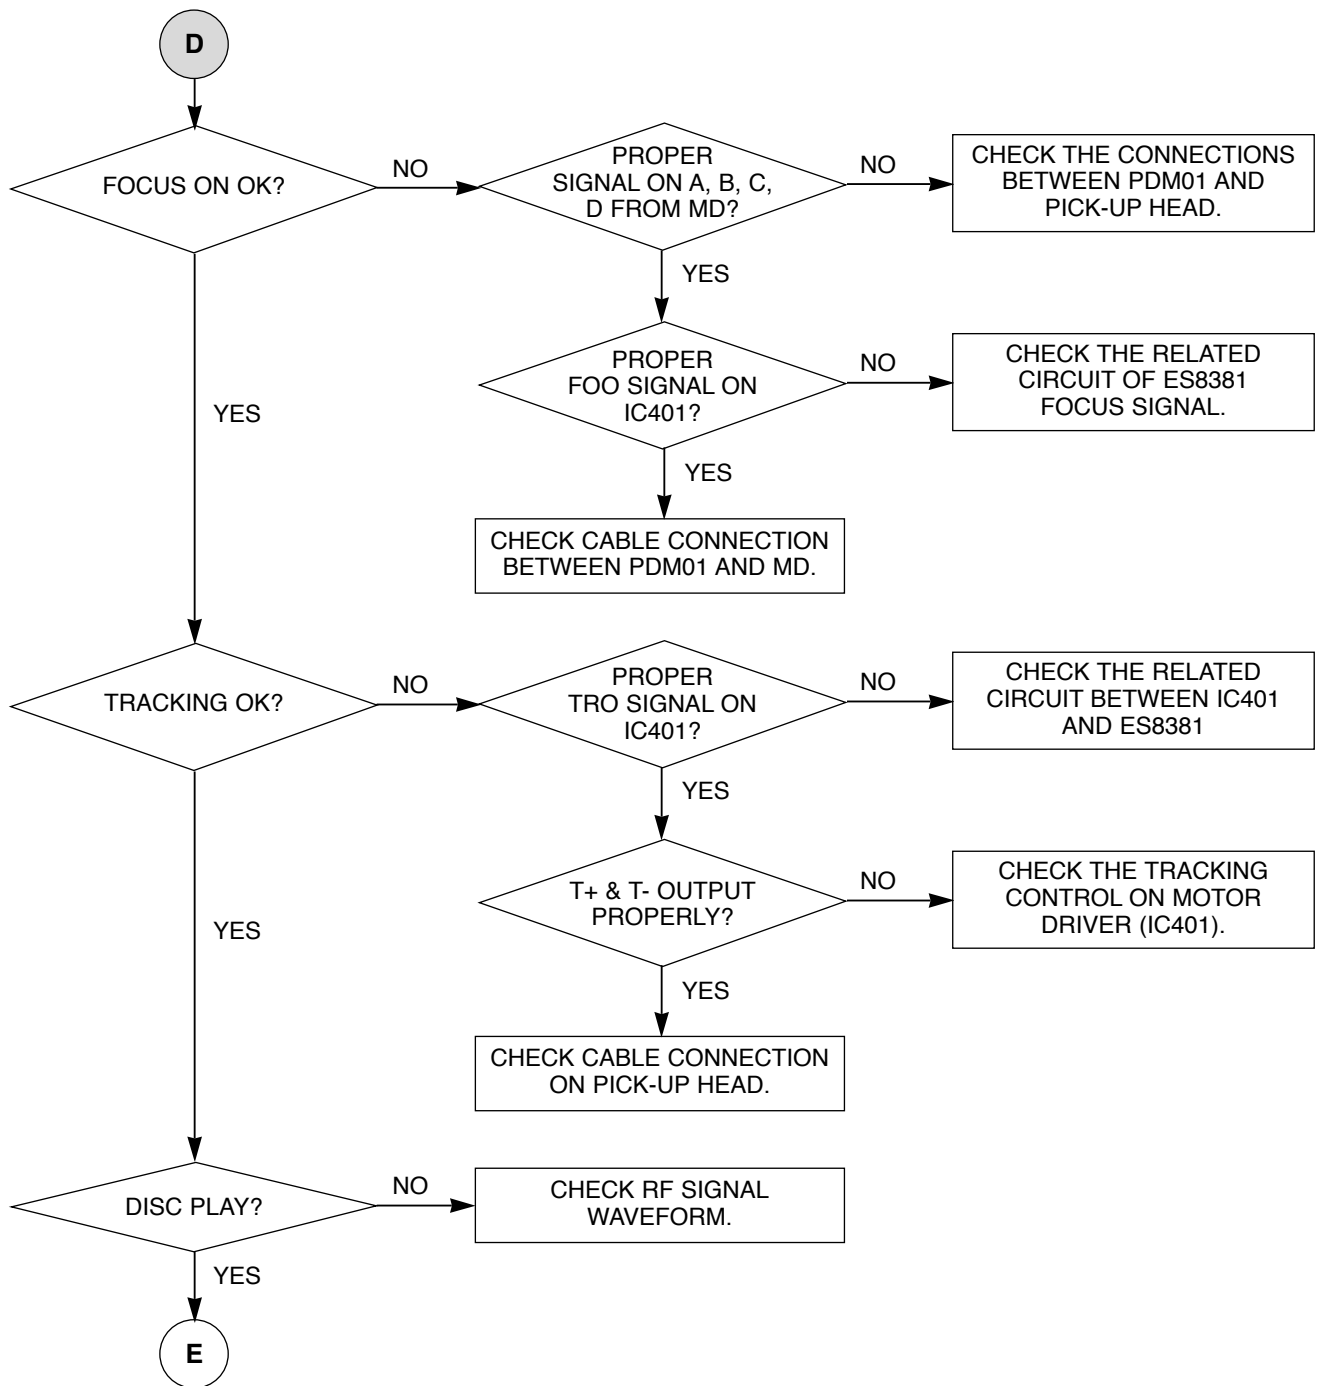 D
FOCUS ON OK?
NO
PROPER
SIGNAL ON A, B, C,
D FROM MD?
NO
CHECK THE CONNECTIONS
BETWEEN PDM01 AND
PICK-UP HEAD.
YES
PROPER
FOO SIGNAL ON
IC401?
NO
CHECK THE RELATED
CIRCUIT OF ES8381
FOCUS SIGNAL.
YES
YES
CHECK CABLE CONNECTION
BETWEEN PDM01 AND MD.
TRACKING OK?
NO
PROPER
TRO SIGNAL ON
IC401?
NO
CHECK THE RELATED
CIRCUIT BETWEEN IC401
AND ES8381
YES
T+ & T- OUTPUT
PROPERLY?
NO
CHECK THE TRACKING
CONTROL ON MOTOR
DRIVER (IC401).
YES
YES
CHECK CABLE CONNECTION
ON PICK-UP HEAD.
DISC PLAY?
NO
CHECK RF SIGNAL
WAVEFORM.
YES
E